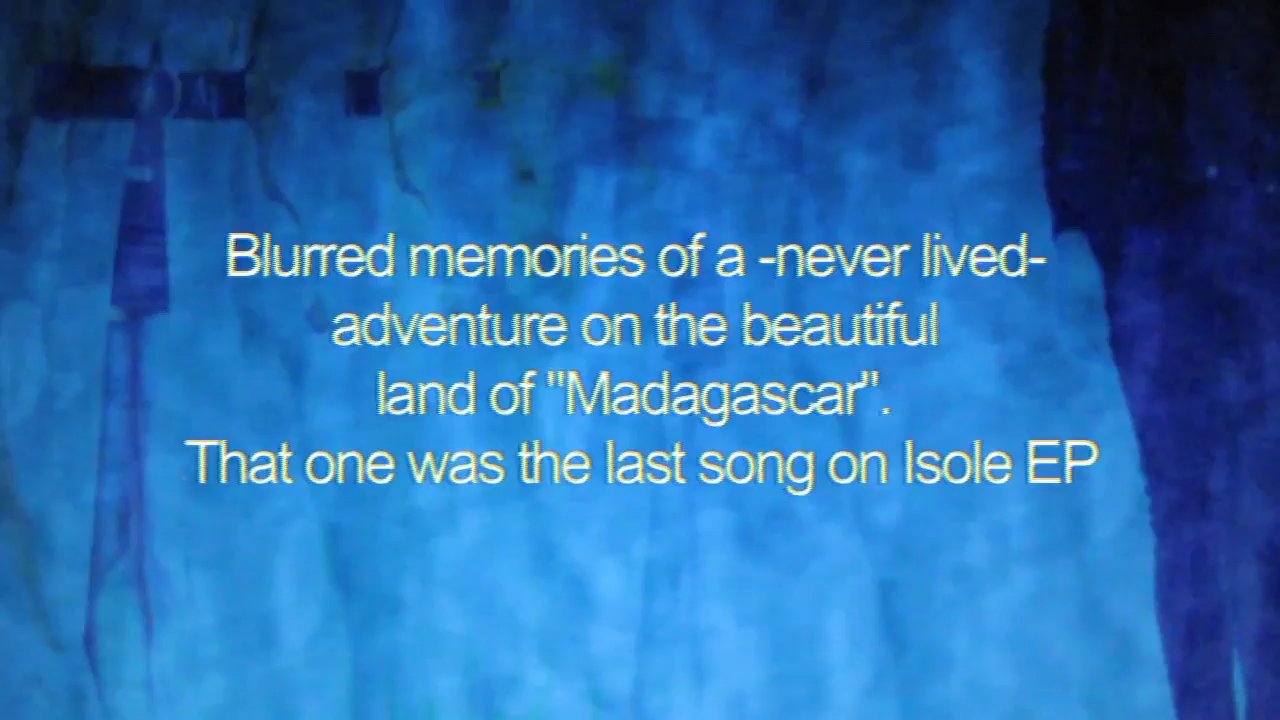 Blurred memories of a -never lived-
adventure on the beautiful
land of "Madagascar".
That one was the last song on Isole EP